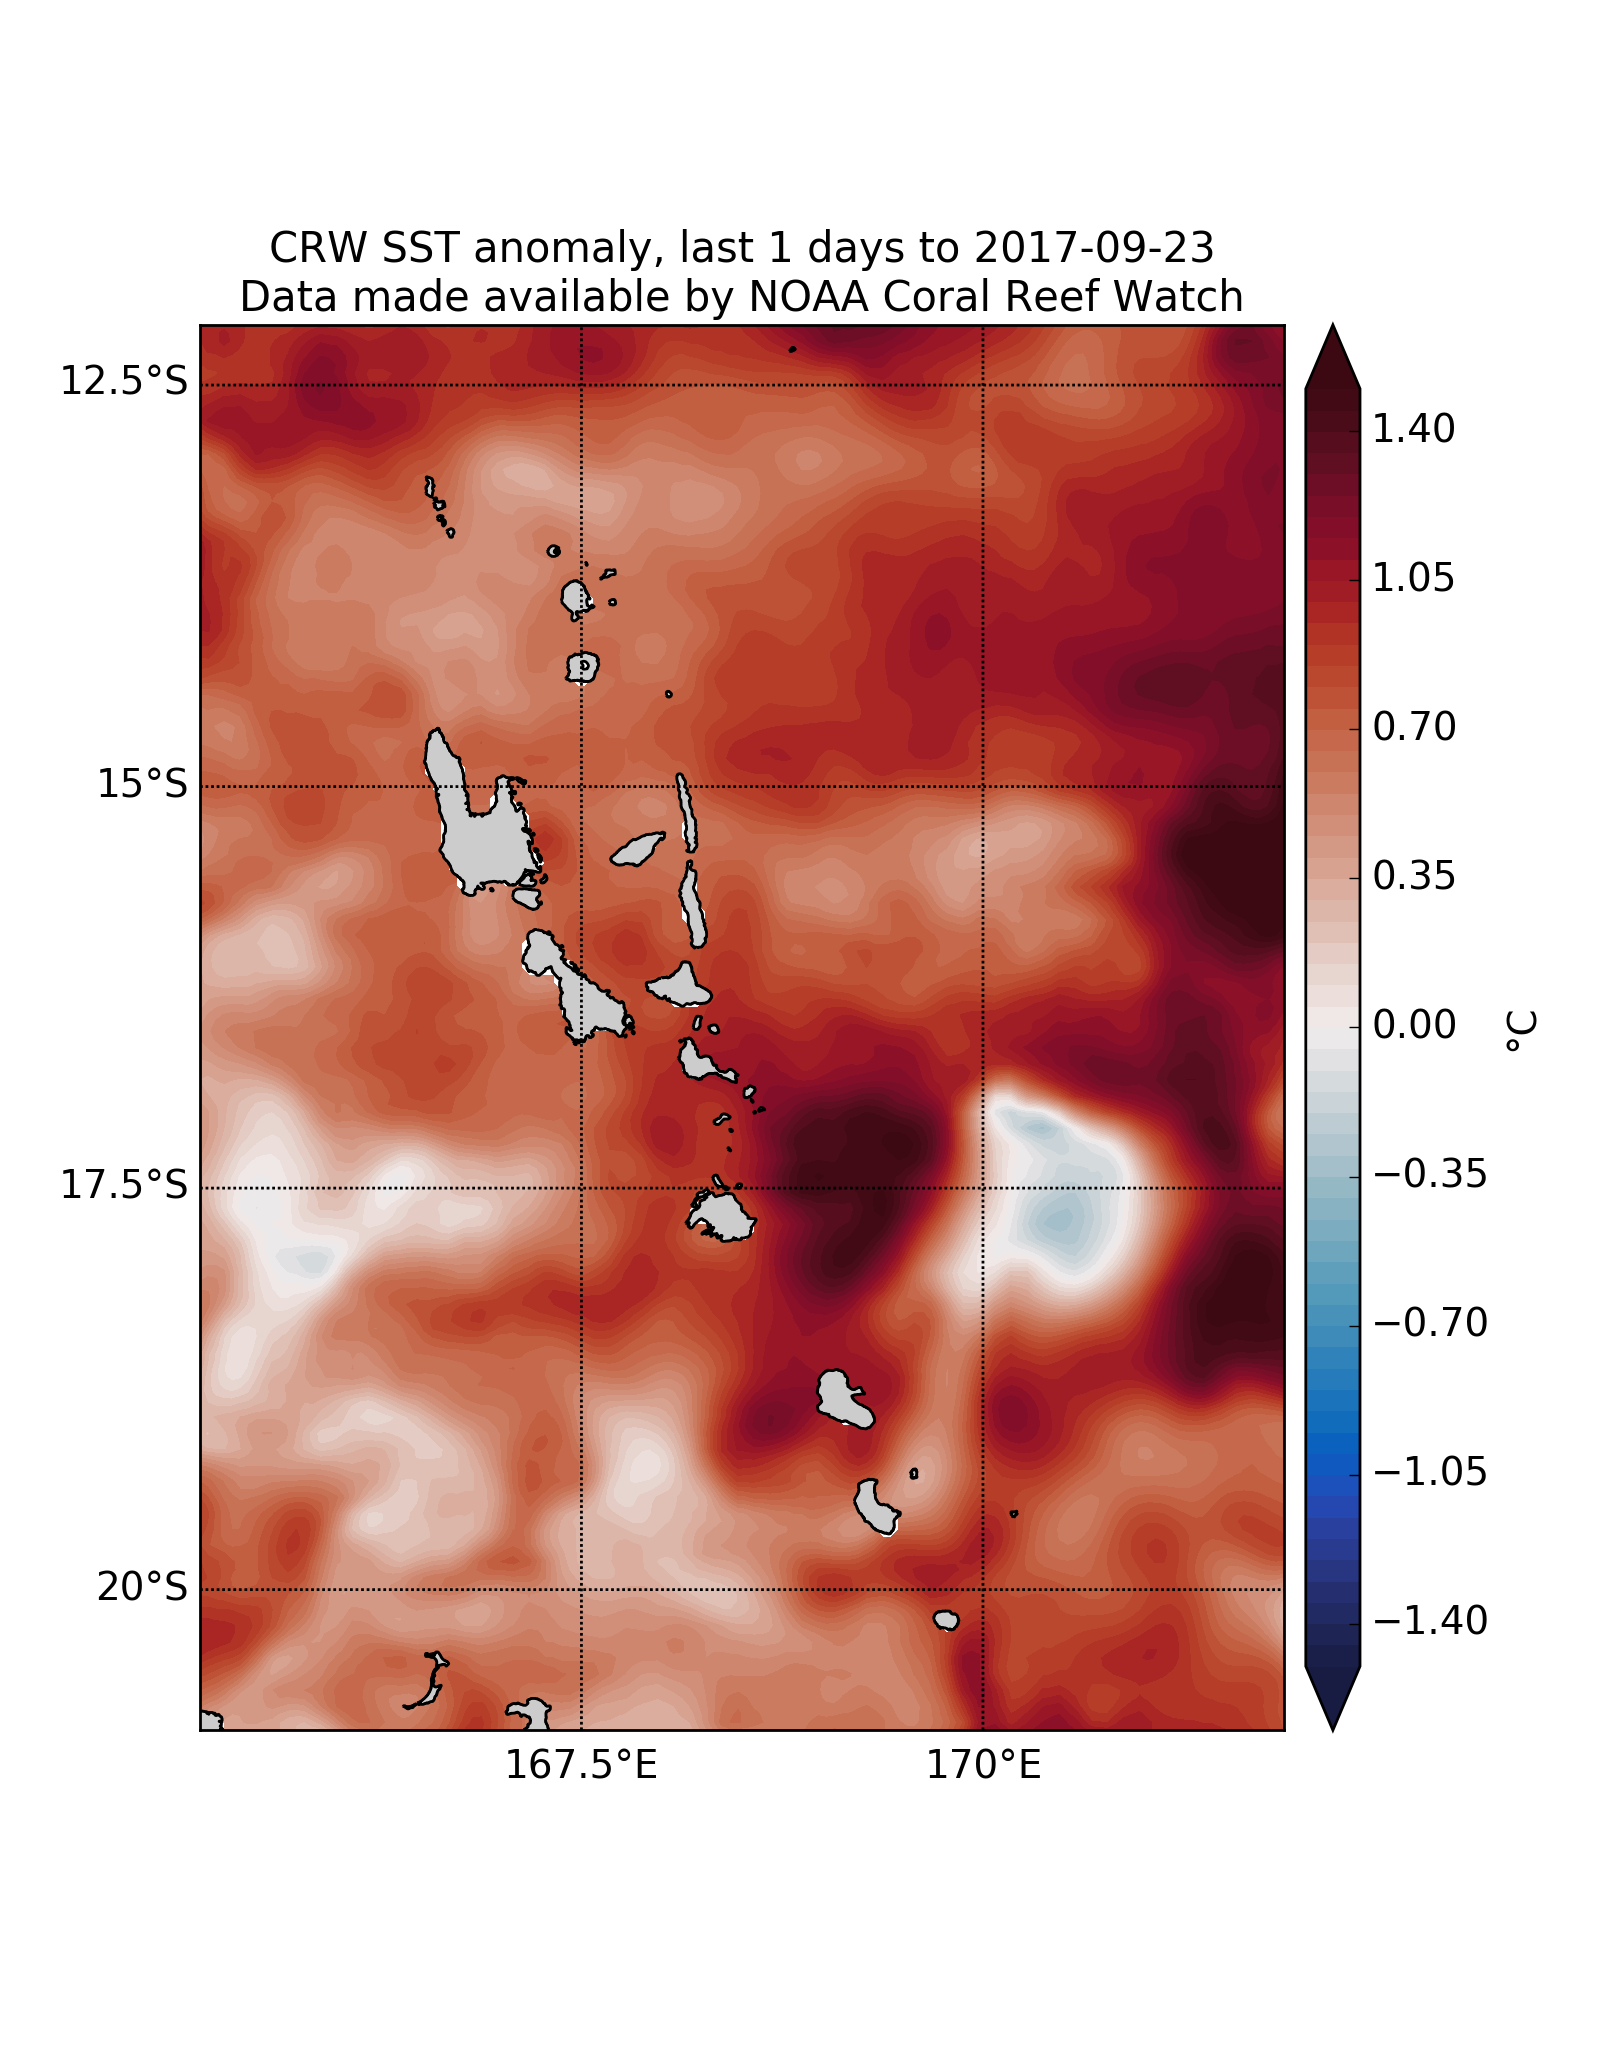 CRW SST anomaly, last 1 days to 2017-09-23
Data made available by NOAA Coral Reef Watch
12.5°S
15°S
17.5°S
20°S
167.5°E
170°E
1.40
1.05
0.70
0.35
0.00
−0.35
−0.70
−1.05
−1.40
°C